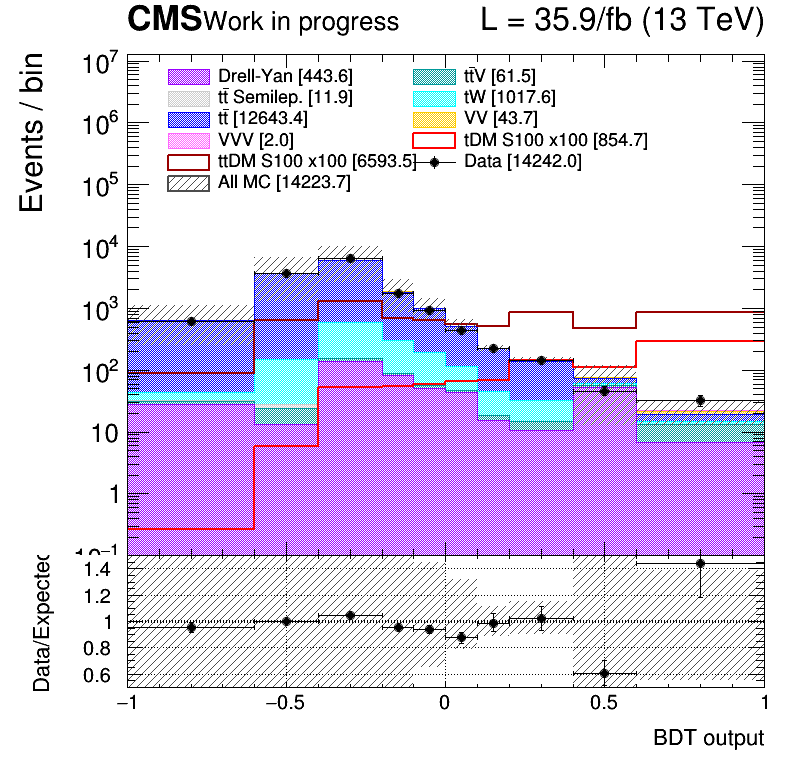 CMS Work in progress L = 35.9/fb (13 TeV)
Events / bin
10⁷
10⁶
10⁵
10⁴
10³
10²
10
1
10⁻¹
Drell-Yan [443.6] tt̄V [61.5]
tt̄ Semilep. [11.9] tW [1017.6]
tt̄ [12643.4] VV [43.7]
VVV [2.0] tDM S100 x100 [854.7]
ttDM S100 x100 [6593.5] Data [14242.0]
All MC [14223.7]
Data/Expected
1.4
1.2
1
0.8
0.6
−1 −0.5 0 0.5 1
BDT output